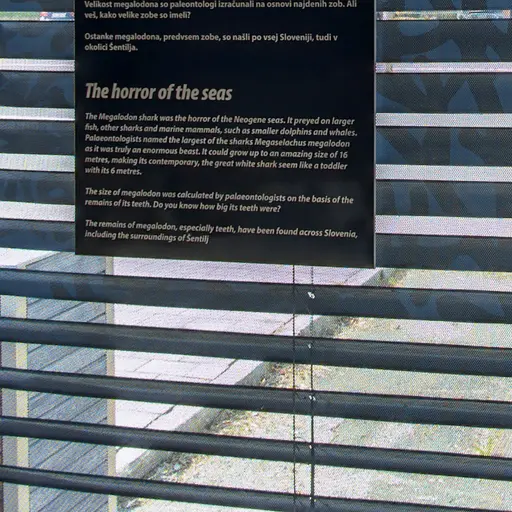 Velikost megalodona so paleontologi izračunali na osnovi najdenih zob. Ali
veš, kako velike zobe so imeli?
Ostanke megalodona, predvsem zobe, so našli po vsej Sloveniji, tudi v
okolici Šentilja.
The horror of the seas
The Megalodon shark was the horror of the Neogene seas. It preyed on larger
fish, other sharks and marine mammals, such as smaller dolphins and whales.
Palaeontologists named the largest of the sharks Megaselachus megalodon
as it was truly an enormous beast. It could grow up to an amazing size of 16
metres, making its contemporary, the great white shark seem like a toddler
with its 6 metres.
The size of megalodon was calculated by palaeontologists on the basis of the
remains of its teeth. Do you know how big its teeth were?
The remains of megalodon, especially teeth, have been found across Slovenia,
including the surroundings of Šentilj